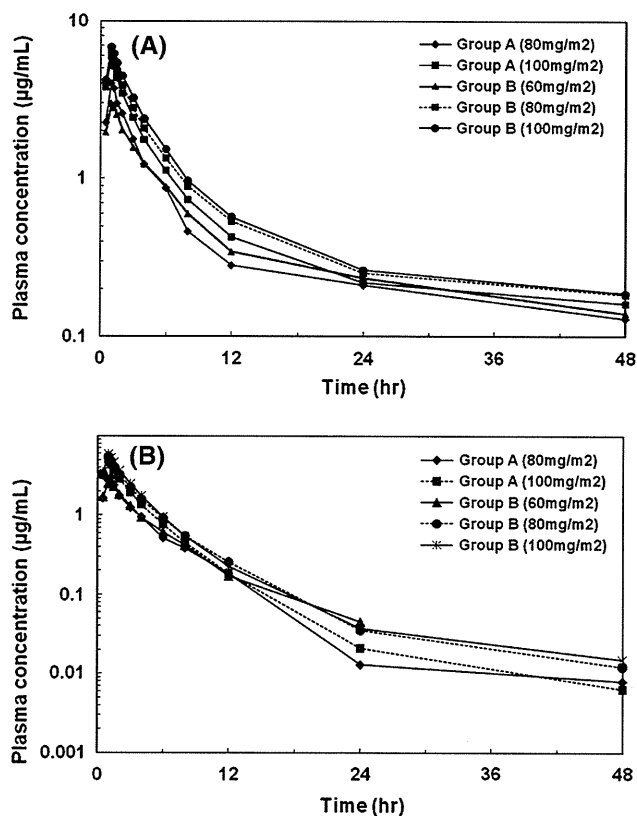 (A)
Plasma concentration (µg/mL)
10
1
0.1
Group A (80mg/m2)
Group A (100mg/m2)
Group B (60mg/m2)
Group B (80mg/m2)
Group B (100mg/m2)
0 12 24 36 48
Time (hr)
(B)
Plasma concentration (µg/mL)
1
0.1
0.01
0.001
Group A (80mg/m2)
Group A (100mg/m2)
Group B (60mg/m2)
Group B (80mg/m2)
Group B (100mg/m2)
0 12 24 36 48
Time (hr)